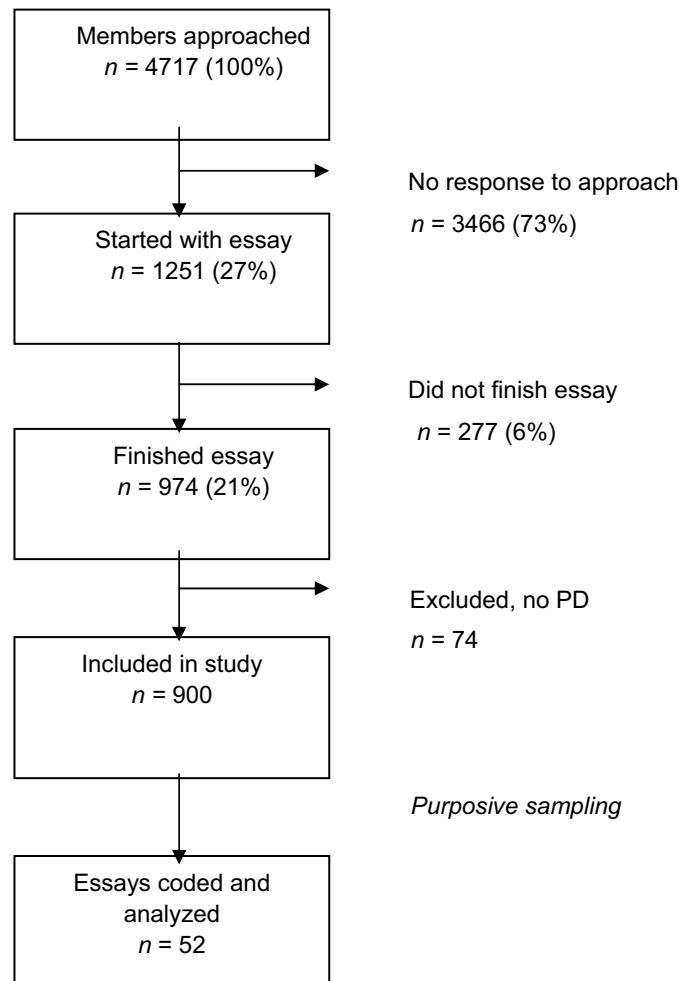 Members approached
n = 4717 (100%)
No response to approach
n = 3466 (73%)
Started with essay
n = 1251 (27%)
Did not finish essay
n = 277 (6%)
Finished essay
n = 974 (21%)
Excluded, no PD
n = 74
Included in study
n = 900
Purposive sampling
Essays coded and
analyzed
n = 52